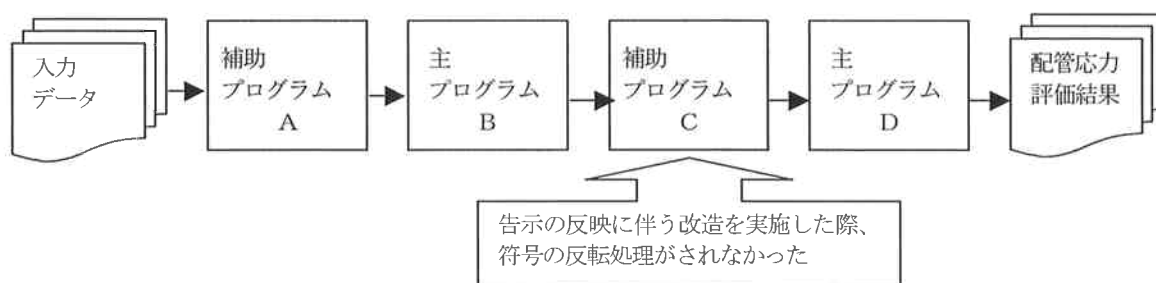 入力
データ
補助
プログラム
A
主
プログラム
B
補助
プログラム
C
主
プログラム
D
配管応力
評価結果
告示の反映に伴う改造を実施した際、
符号の反転処理がされなかった